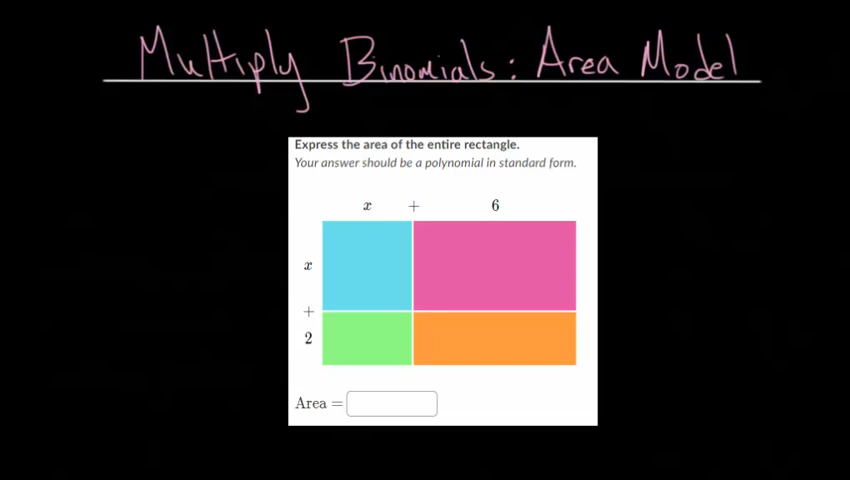 Multiply Binomials: Area Model
Express the area of the entire rectangle.
Your answer should be a polynomial in standard form.
x + 6
x
+
2
Area =